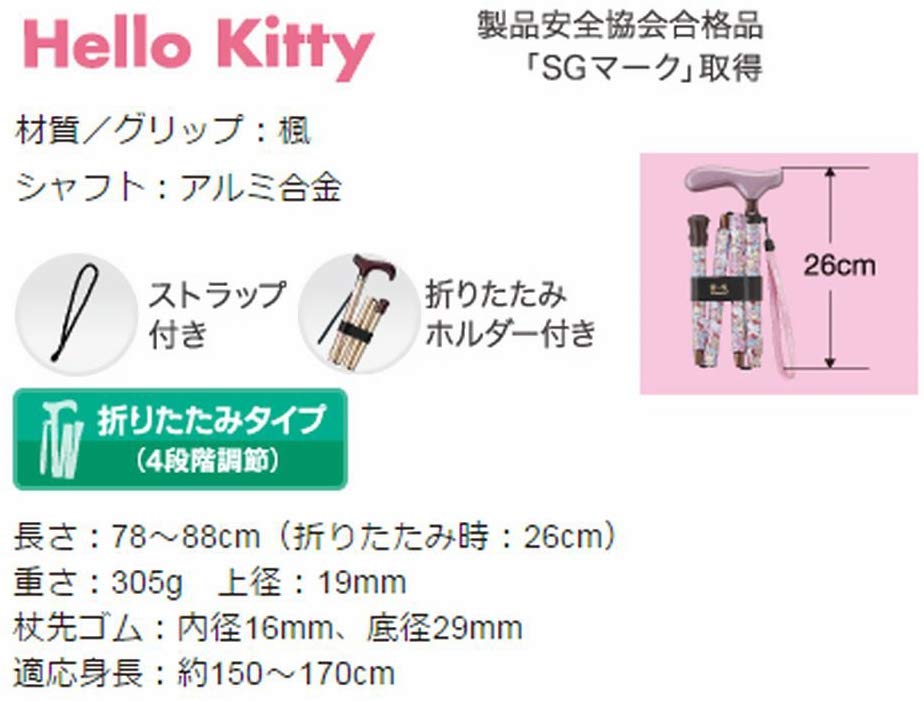 Hello Kitty
製品安全協会合格品
「SGマーク」取得
材質／グリップ：楓
シャフト：アルミ合金
ストラップ
付き
折りたたみ
ホルダー付き
26cm
折りたたみタイプ
（4段階調節）
長さ：78～88cm（折りたたみ時：26cm）
重さ：305g　上径：19mm
杖先ゴム：内径16mm、底径29mm
適応身長：約150～170cm